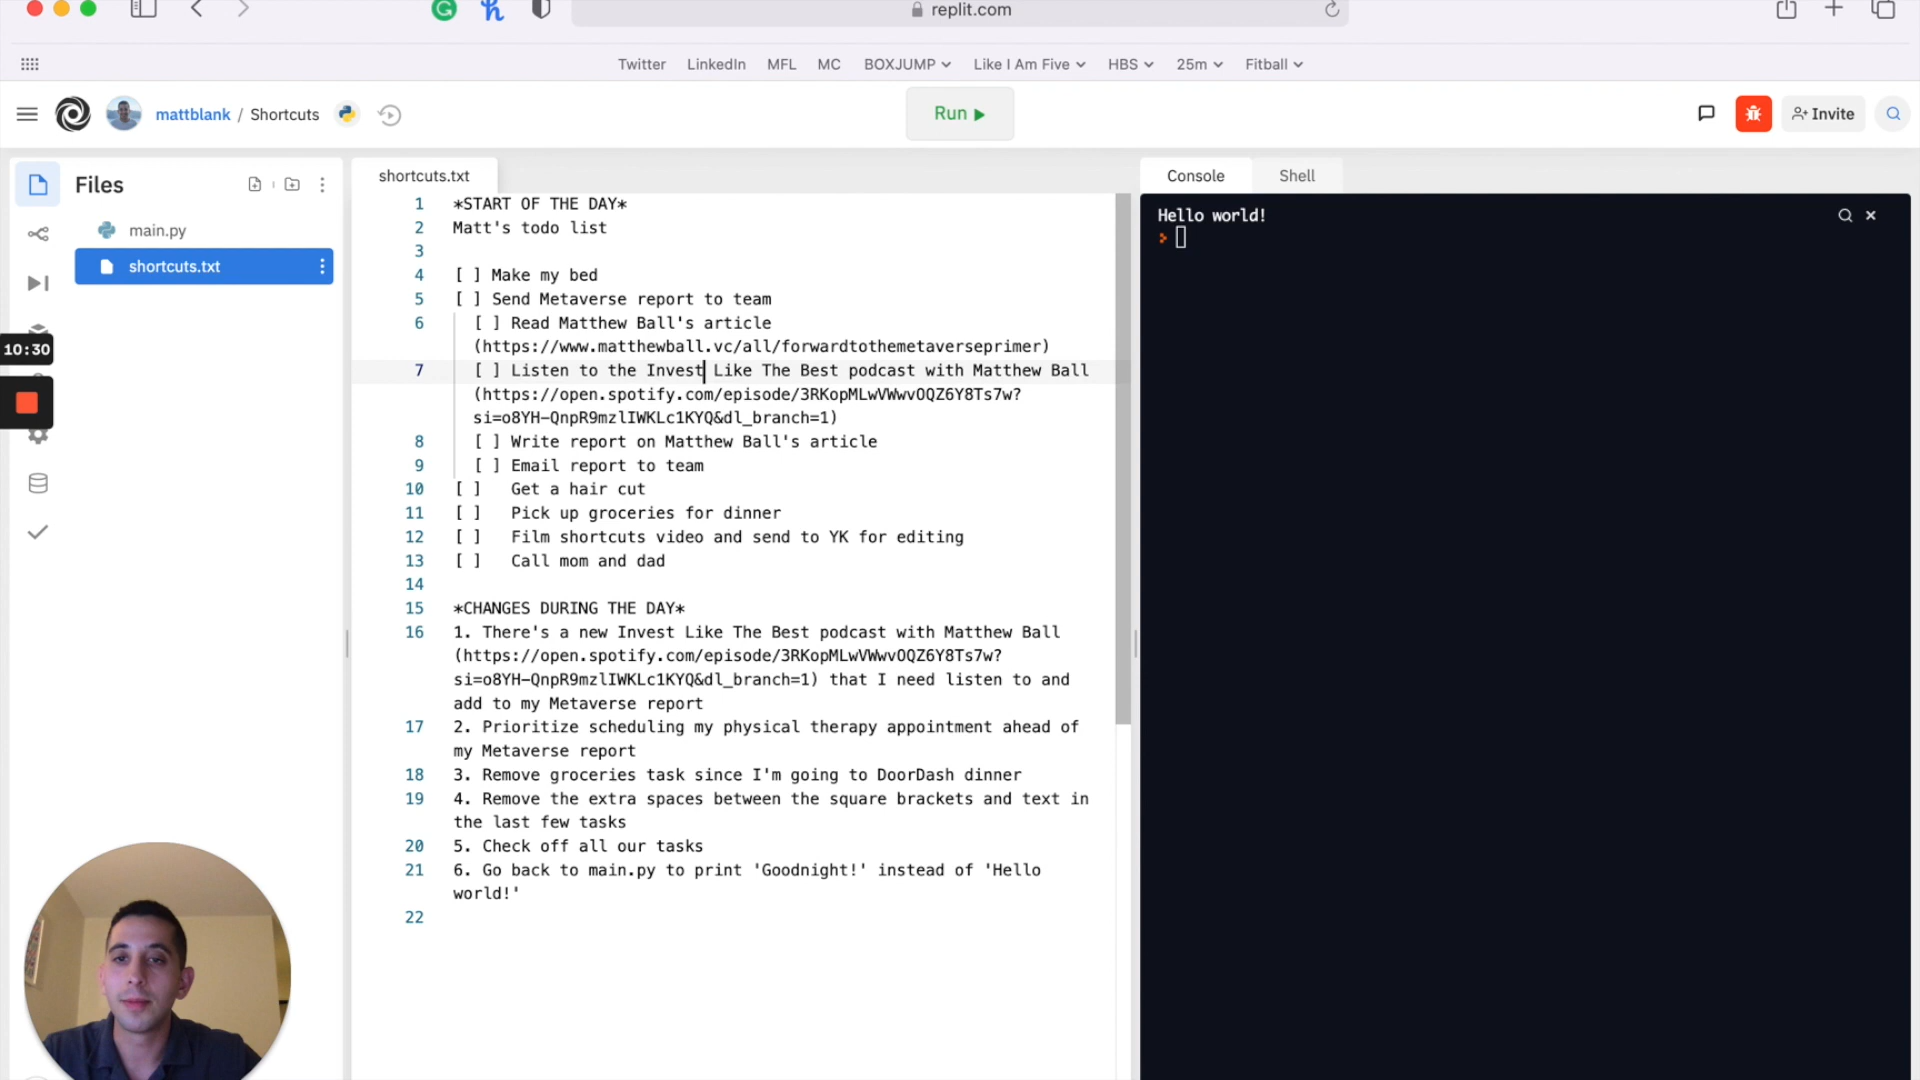 replit.com
Twitter LinkedIn MFL MC BOXJUMP Like I Am Five HBS 25m Fitball
mattblank / Shortcuts
Run
Invite
Files
main.py
shortcuts.txt
10:30
shortcuts.txt
1 *START OF THE DAY*
2 Matt's todo list
3
4 [ ] Make my bed
5 [ ] Send Metaverse report to team
6 [ ] Read Matthew Ball's article
(https://www.matthewball.vc/all/forwardtothemetaverseprimer)
7 [ ] Listen to the Invest Like The Best podcast with Matthew Ball
(https://open.spotify.com/episode/3RKopMLwVWwvOQZ6Y8Ts7w?
si=o8YH-QnpR9mzlIWKLc1KYQ&dl_branch=1)
8 [ ] Write report on Matthew Ball's article
9 [ ] Email report to team
10 [ ]   Get a hair cut
11 [ ]   Pick up groceries for dinner
12 [ ]   Film shortcuts video and send to YK for editing
13 [ ]   Call mom and dad
14
15 *CHANGES DURING THE DAY*
16 1. There's a new Invest Like The Best podcast with Matthew Ball
(https://open.spotify.com/episode/3RKopMLwVWwvOQZ6Y8Ts7w?
si=o8YH-QnpR9mzlIWKLc1KYQ&dl_branch=1) that I need listen to and
add to my Metaverse report
17 2. Prioritize scheduling my physical therapy appointment ahead of
my Metaverse report
18 3. Remove groceries task since I'm going to DoorDash dinner
19 4. Remove the extra spaces between the square brackets and text in
the last few tasks
20 5. Check off all our tasks
21 6. Go back to main.py to print 'Goodnight!' instead of 'Hello
world!'
22
Console Shell
Hello world!